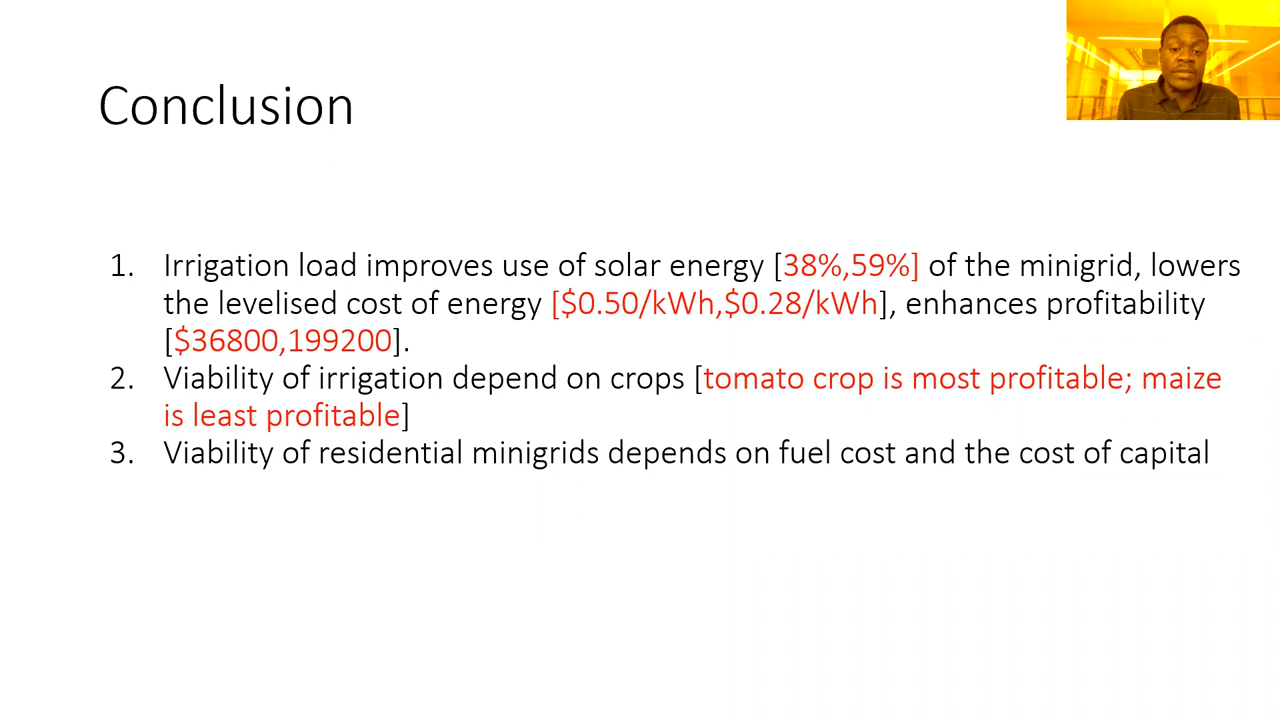 Conclusion
1. Irrigation load improves use of solar energy [38%,59%] of the minigrid, lowers
the levelised cost of energy [$0.50/kWh,$0.28/kWh], enhances profitability
[$36800,199200].
2. Viability of irrigation depend on crops [tomato crop is most profitable; maize
is least profitable]
3. Viability of residential minigrids depends on fuel cost and the cost of capital